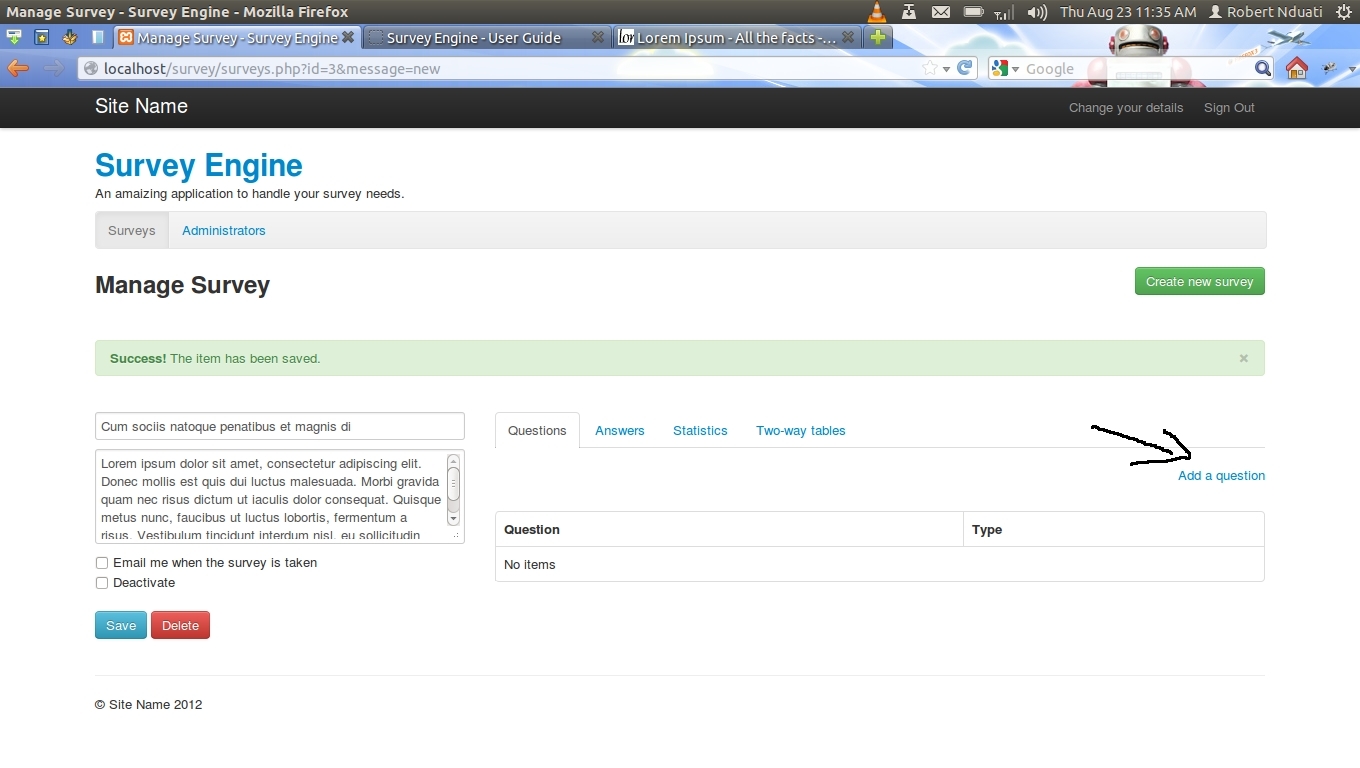 Manage Survey - Survey Engine - Mozilla Firefox
Thu Aug 23 11:35 AM
Robert Nduati
Manage Survey - Survey Engine
Survey Engine - User Guide
lor Lorem Ipsum - All the facts -...
localhost/survey/surveys.php?id=3&message=new
Google
Site Name
Change your details
Sign Out
Survey Engine
An amaizing application to handle your survey needs.
Surveys
Administrators
Manage Survey
Create new survey
Success! The item has been saved.
×
Cum sociis natoque penatibus et magnis di
Lorem ipsum dolor sit amet, consectetur adipiscing elit.
Donec mollis est quis dui luctus malesuada. Morbi gravida
quam nec risus dictum ut iaculis dolor consequat. Quisque
metus nunc, faucibus ut luctus lobortis, fermentum a
risus. Vestibulum tincidunt interdum nisl, eu sollicitudin
Email me when the survey is taken
Deactivate
Save
Delete
Questions
Answers
Statistics
Two-way tables
Add a question
Question
Type
No items
© Site Name 2012